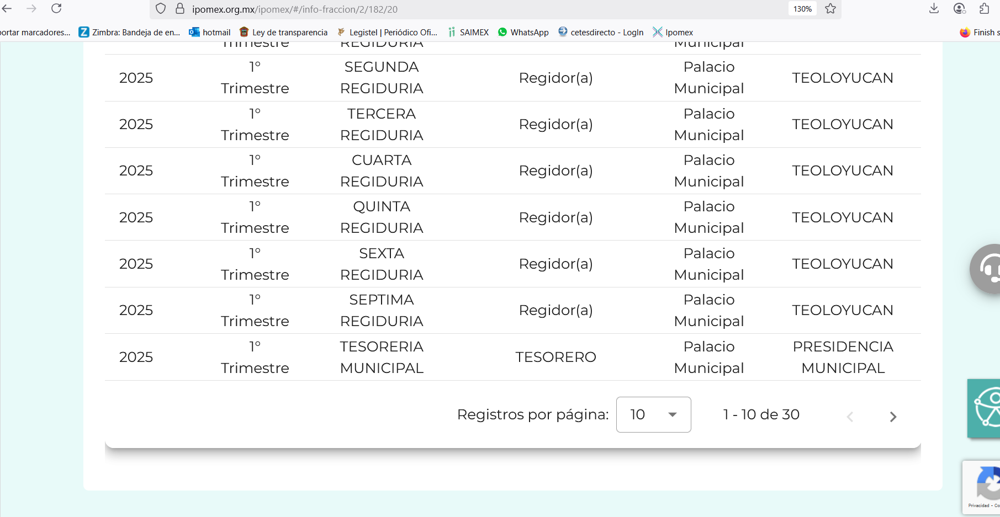 ipomex.org.mx/ipomex/#/info-fraccion/2/182/20
130%
ortar marcadores...
Zimbra: Bandeja de en...
hotmail
Ley de transparencia
Legistel | Periódico Ofi...
SAIMEX
WhatsApp
cetesdirecto - LogIn
Ipomex
Finish s
Trimestre REGIDURIA Municipal
2025 1° Trimestre SEGUNDA REGIDURIA Regidor(a) Palacio Municipal TEOLOYUCAN
2025 1° Trimestre TERCERA REGIDURIA Regidor(a) Palacio Municipal TEOLOYUCAN
2025 1° Trimestre CUARTA REGIDURIA Regidor(a) Palacio Municipal TEOLOYUCAN
2025 1° Trimestre QUINTA REGIDURIA Regidor(a) Palacio Municipal TEOLOYUCAN
2025 1° Trimestre SEXTA REGIDURIA Regidor(a) Palacio Municipal TEOLOYUCAN
2025 1° Trimestre SEPTIMA REGIDURIA Regidor(a) Palacio Municipal TEOLOYUCAN
2025 1° Trimestre TESORERIA MUNICIPAL TESORERO Palacio Municipal PRESIDENCIA MUNICIPAL
Registros por página: 10 1 - 10 de 30
Privacidad - Co